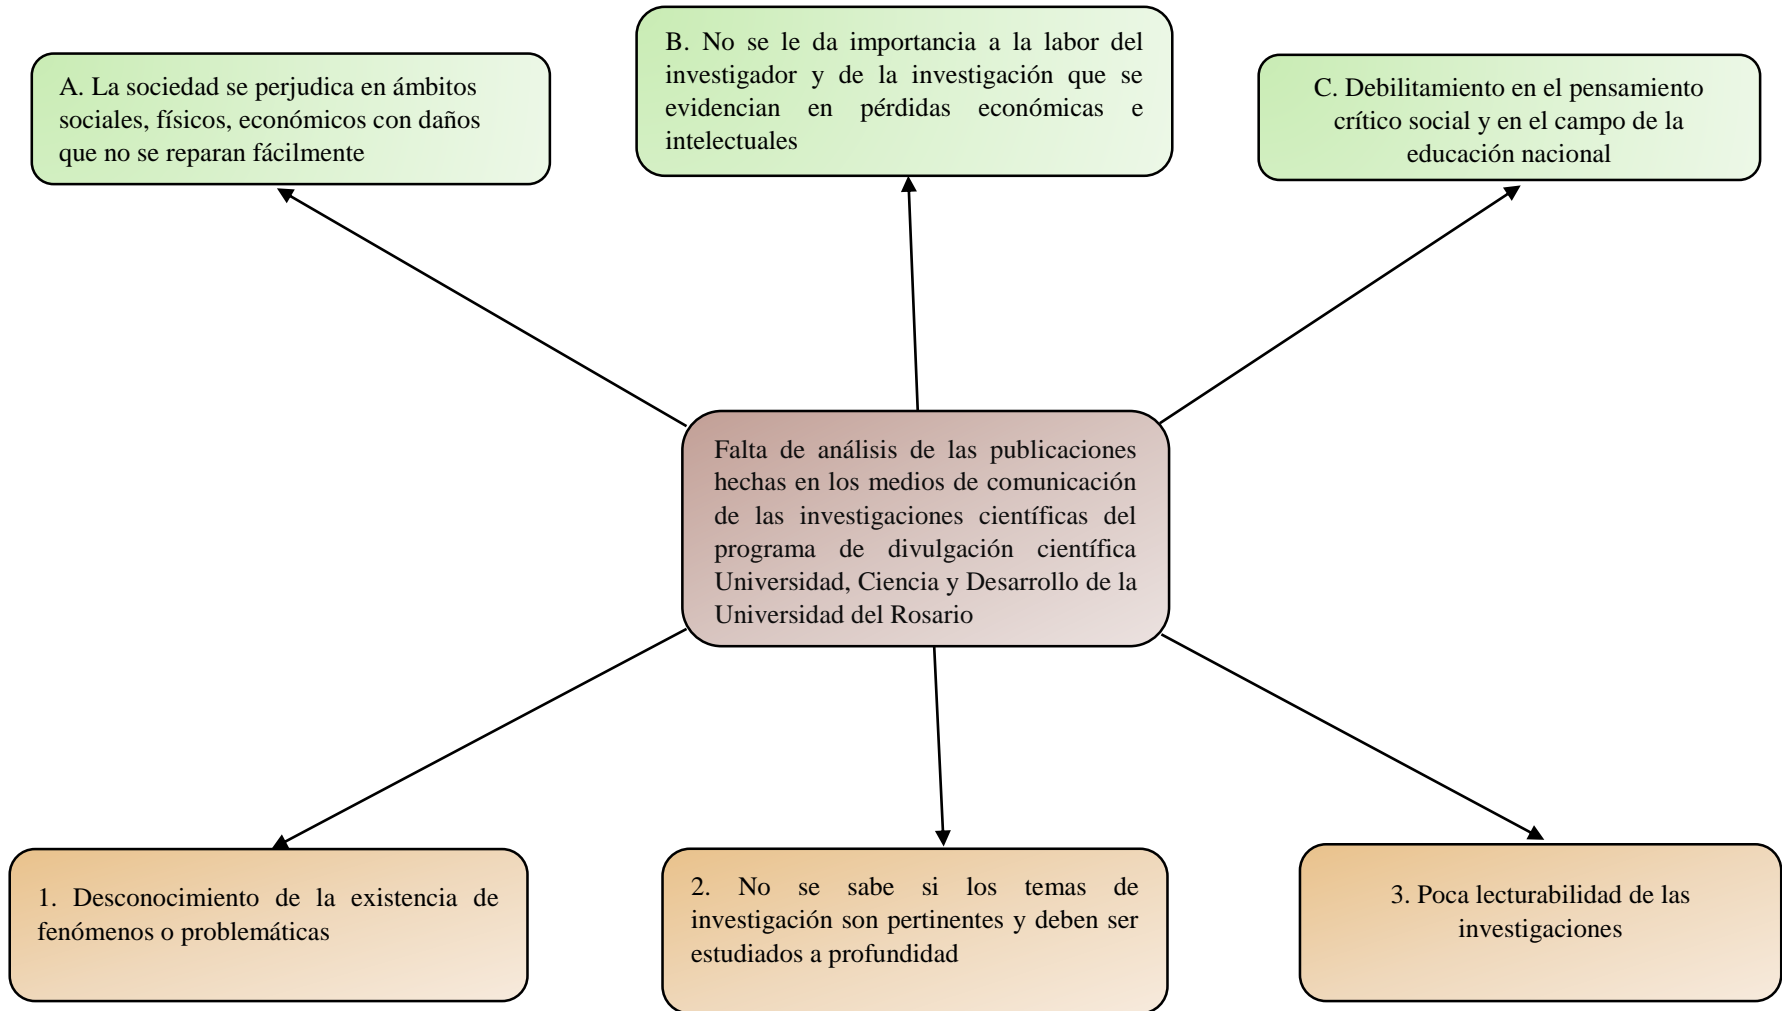 A. La sociedad se perjudica en ámbitos
sociales, físicos, económicos con daños
que no se reparan fácilmente
B. No se le da importancia a la labor del
investigador y de la investigación que se
evidencian en pérdidas económicas e
intelectuales
C. Debilitamiento en el pensamiento
crítico social y en el campo de la
educación nacional
Falta de análisis de las publicaciones
hechas en los medios de comunicación
de las investigaciones científicas del
programa de divulgación científica
Universidad, Ciencia y Desarrollo de la
Universidad del Rosario
1. Desconocimiento de la existencia de
fenómenos o problemáticas
2. No se sabe si los temas de
investigación son pertinentes y deben ser
estudiados a profundidad
3. Poca lecturabilidad de las
investigaciones